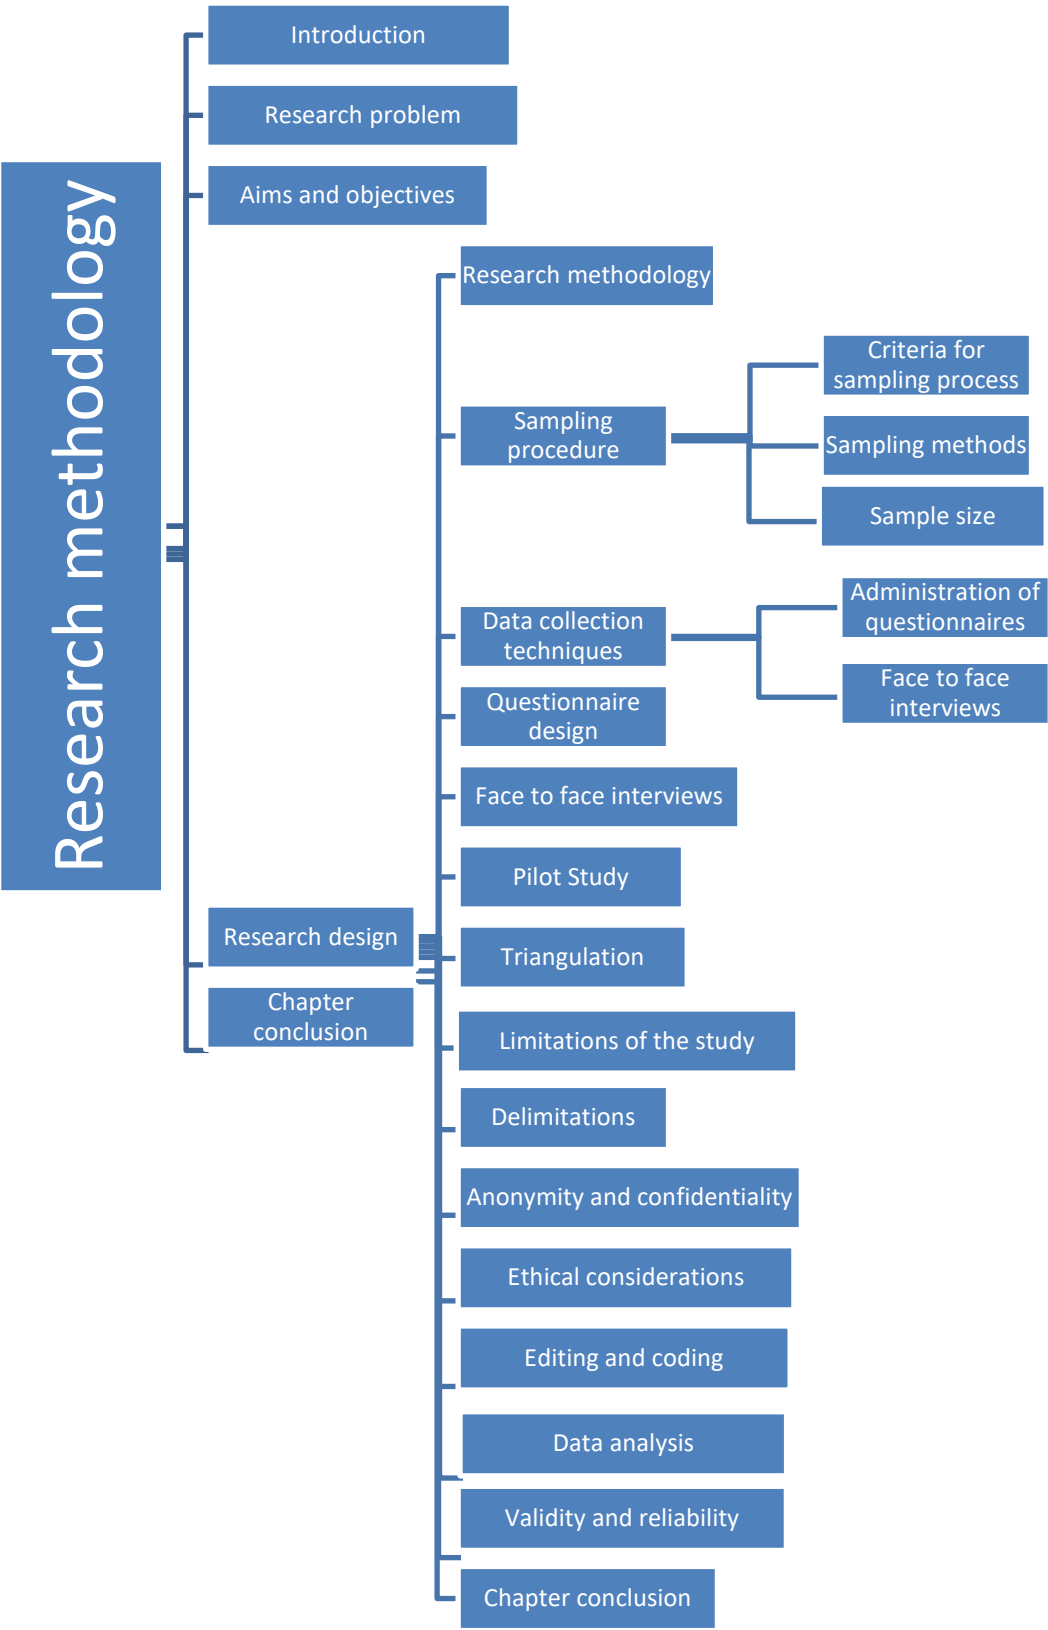 Research methodology
Introduction
Research problem
Aims and objectives
Research design
Chapter
conclusion
Research methodology
Sampling
procedure
Criteria for
sampling process
Sampling methods
Sample size
Data collection
techniques
Administration of
questionnaires
Face to face
interviews
Questionnaire
design
Face to face interviews
Pilot Study
Triangulation
Limitations of the study
Delimitations
Anonymity and confidentiality
Ethical considerations
Editing and coding
Data analysis
Validity and reliability
Chapter conclusion